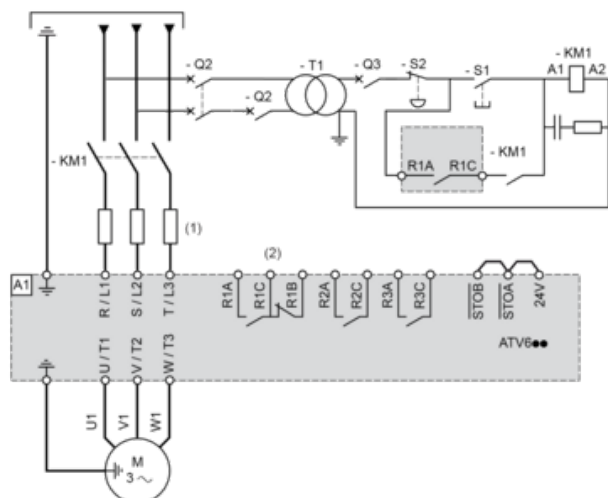 - Q2
- T1
- Q3
- S2
- S1
- KM1
A1
A2
- Q2
- KM1
R1A
R1C
- KM1
(1)
(2)
A1
R / L1
S / L2
T / L3
R1A
R1C
R1B
R2A
R2C
R3A
R3C
STOB
STOA
24V
U / T1
V / T2
W / T3
ATV6●●
U1
V1
W1
M
3 ~